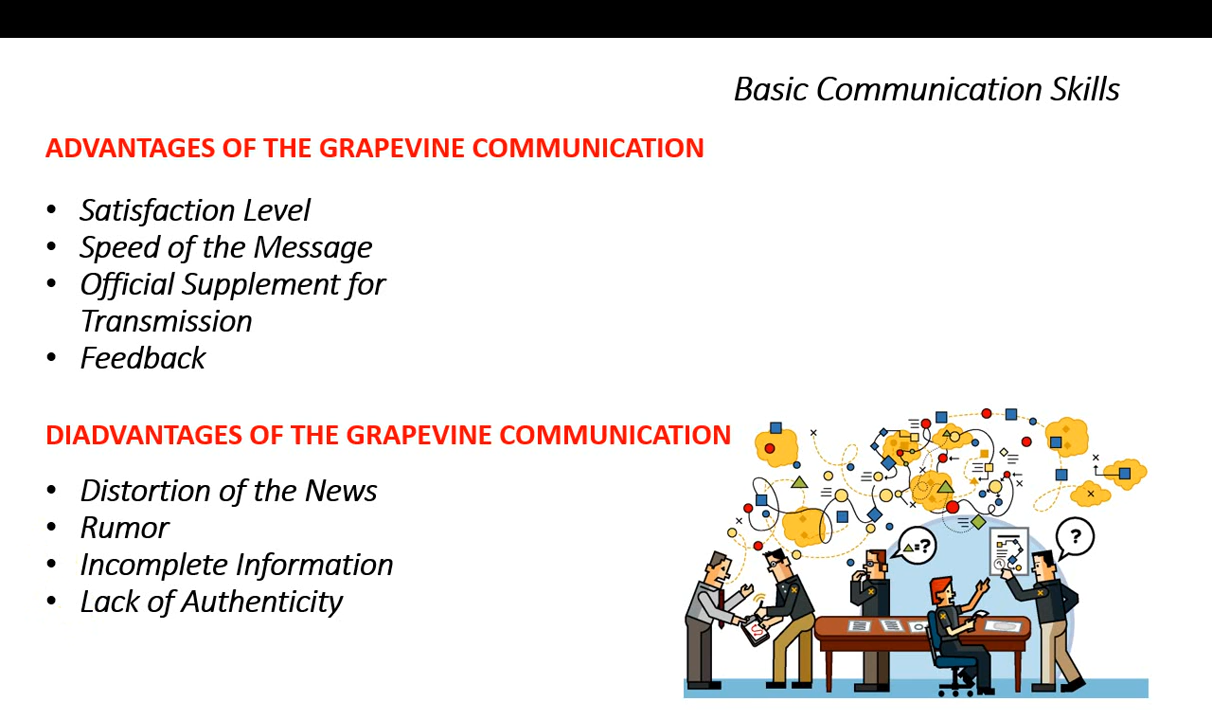 Basic Communication Skills
ADVANTAGES OF THE GRAPEVINE COMMUNICATION
• Satisfaction Level
• Speed of the Message
• Official Supplement for
Transmission
• Feedback
DIADVANTAGES OF THE GRAPEVINE COMMUNICATION
• Distortion of the News
• Rumor
• Incomplete Information
• Lack of Authenticity
=?
?